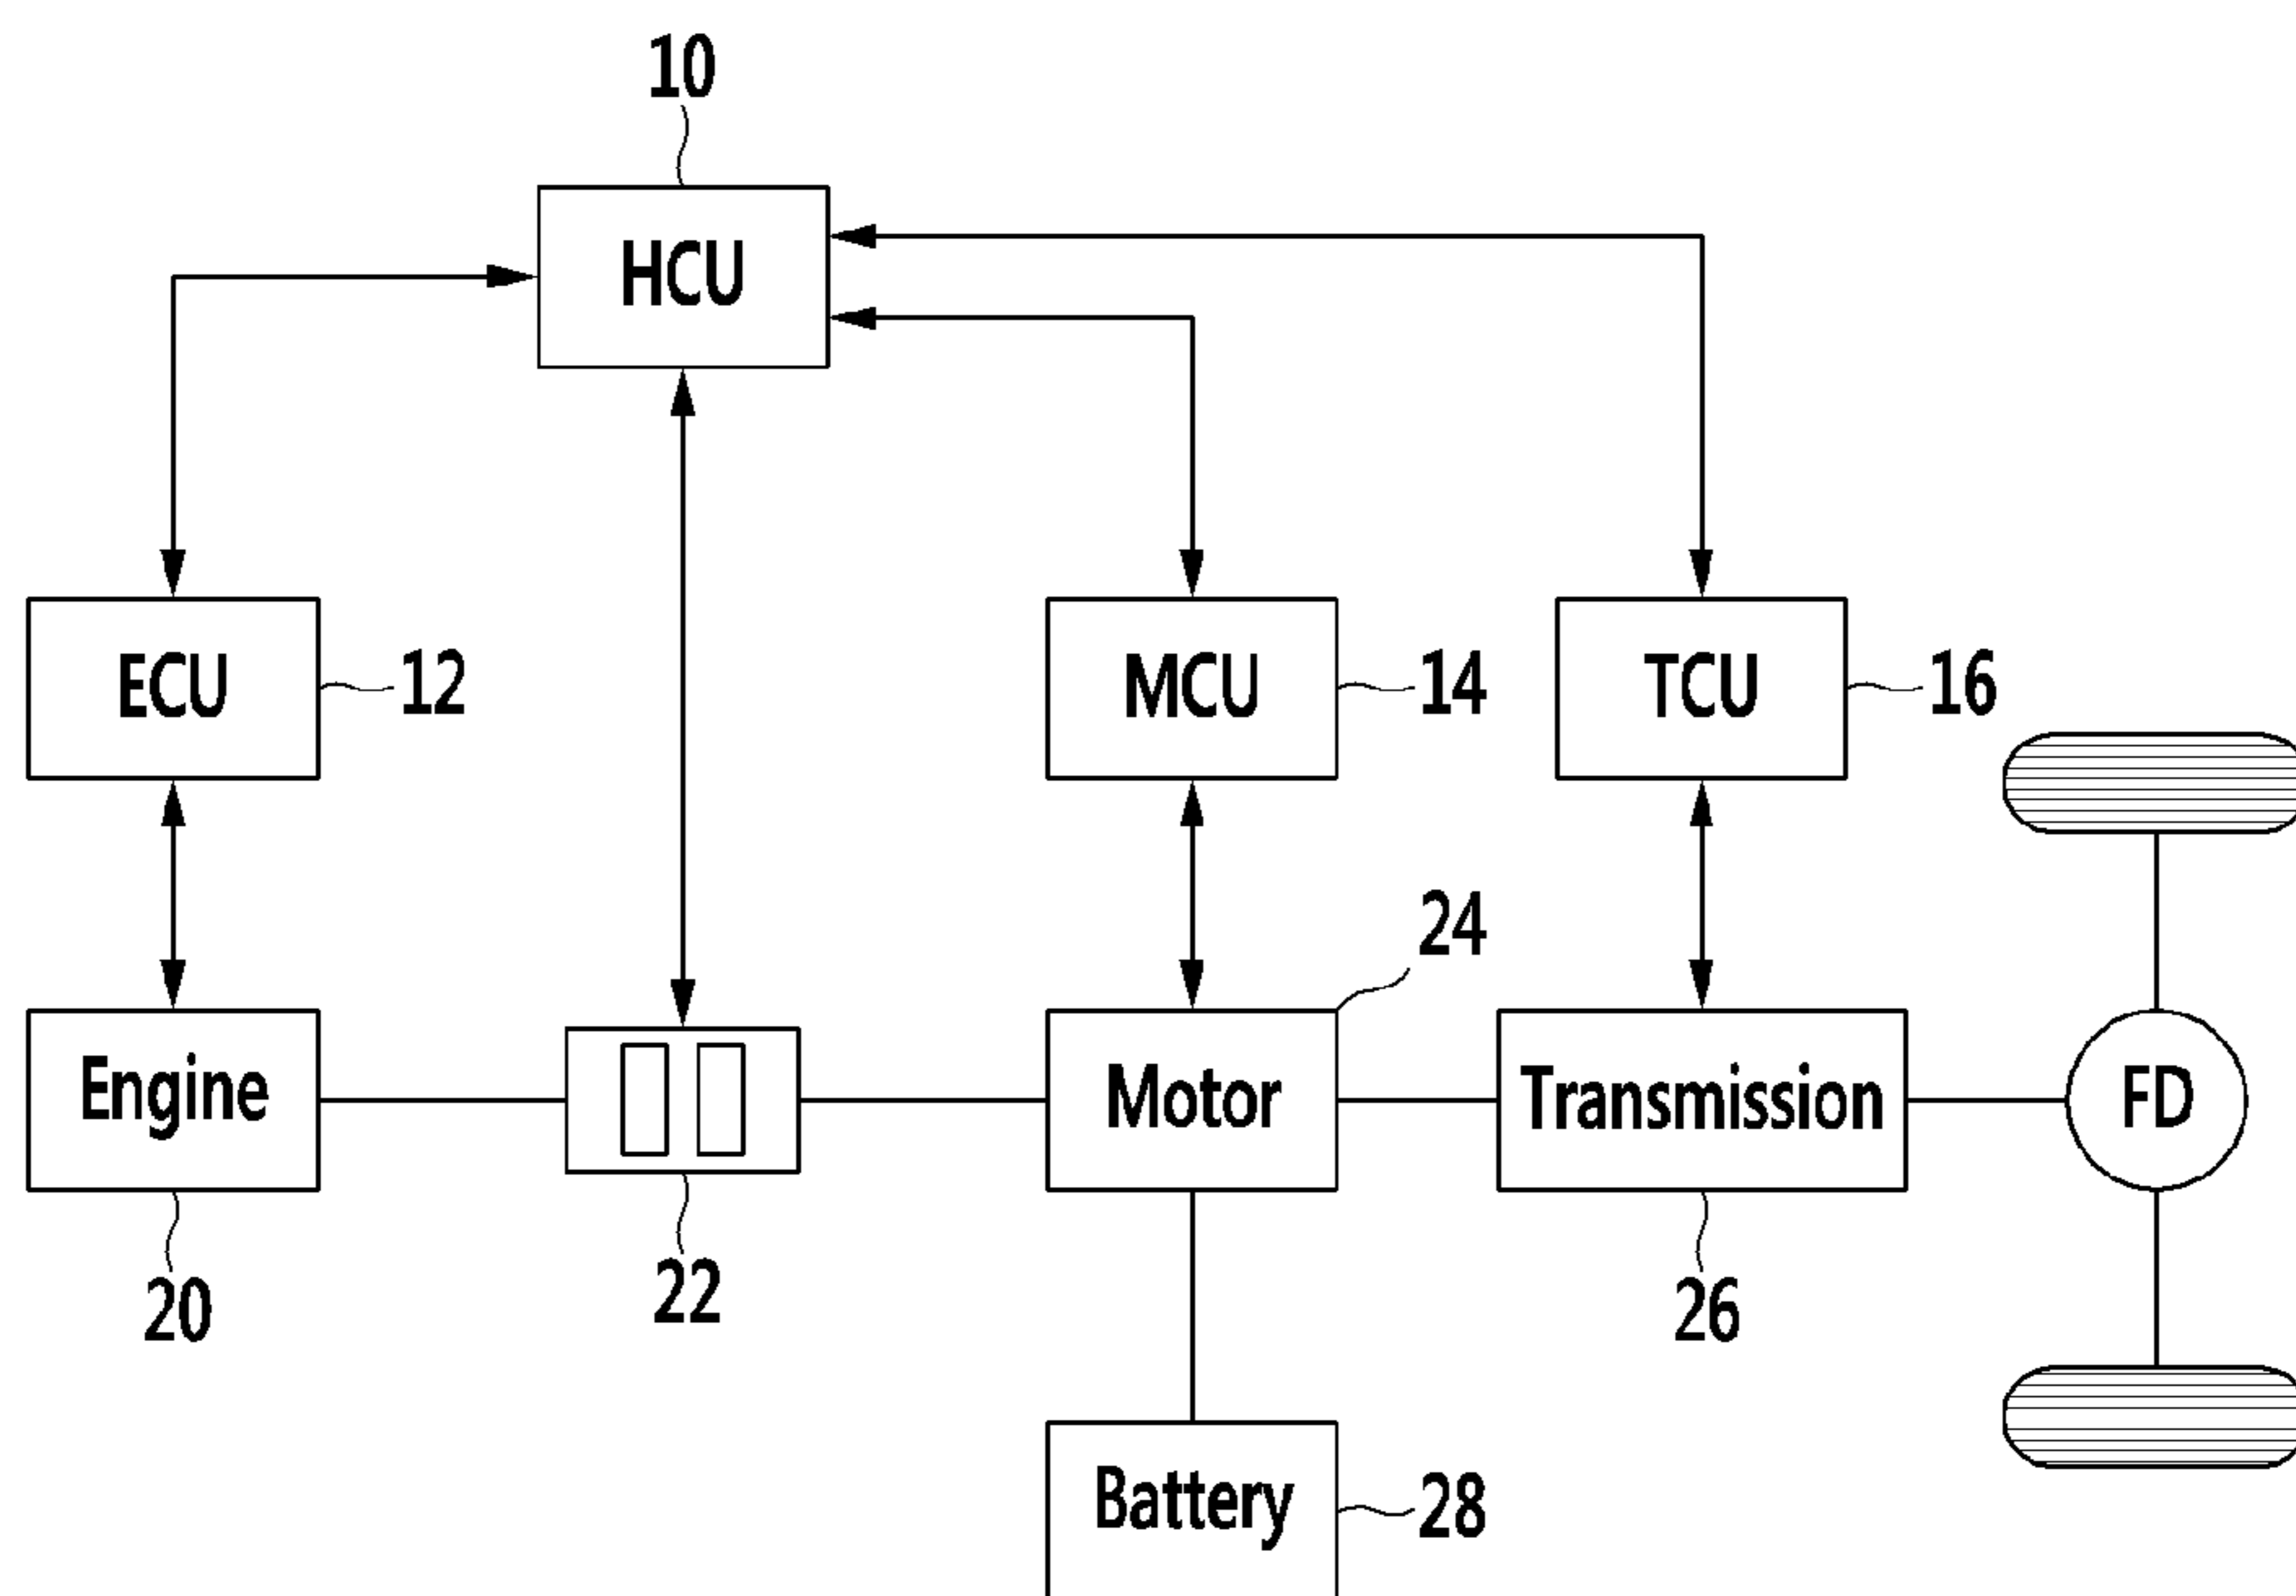 10
HCU
ECU
12
MCU
14
TCU
16
24
Engine
Motor
Transmission
FD
20
22
26
Battery
28